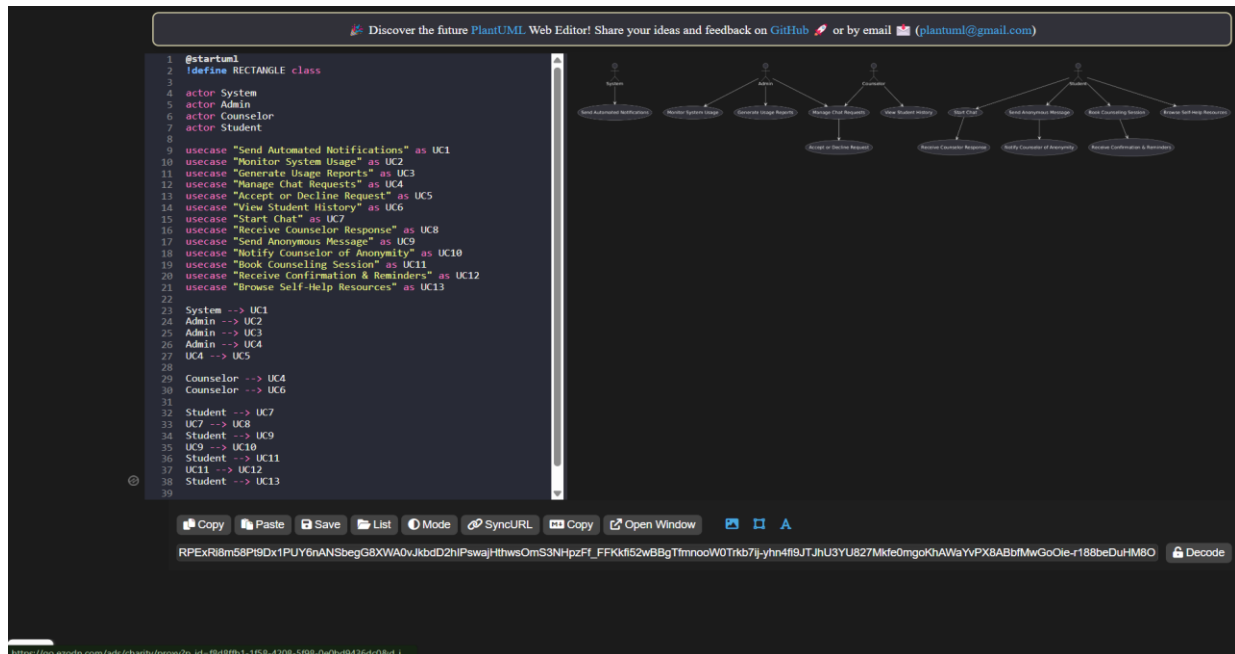 🎉 Discover the future PlantUML Web Editor! Share your ideas and feedback on GitHub 🚀 or by email 📩 (plantuml@gmail.com)
1 @startuml
2 !define RECTANGLE class
3
4 actor System
5 actor Admin
6 actor Counselor
7 actor Student
8
9 usecase "Send Automated Notifications" as UC1
10 usecase "Monitor System Usage" as UC2
11 usecase "Generate Usage Reports" as UC3
12 usecase "Manage Chat Requests" as UC4
13 usecase "Accept or Decline Request" as UC5
14 usecase "View Student History" as UC6
15 usecase "Start Chat" as UC7
16 usecase "Receive Counselor Response" as UC8
17 usecase "Send Anonymous Message" as UC9
18 usecase "Notify Counselor of Anonymity" as UC10
19 usecase "Book Counseling Session" as UC11
20 usecase "Receive Confirmation & Reminders" as UC12
21 usecase "Browse Self-Help Resources" as UC13
22
23 System --> UC1
24 Admin --> UC2
25 Admin --> UC3
26 Admin --> UC4
27 UC4 --> UC5
28
29 Counselor --> UC4
30 Counselor --> UC6
31
32 Student --> UC7
33 UC7 --> UC8
34 Student --> UC9
35 UC9 --> UC10
36 Student --> UC11
37 UC11 --> UC12
38 Student --> UC13
39
System Admin Counselor Student
Send Automated Notifications Monitor System Usage Generate Usage Reports Manage Chat Requests View Student History Start Chat Send Anonymous Message Book Counseling Session Browse Self-Help Resources
Accept or Decline Request Receive Counselor Response Notify Counselor of Anonymity Receive Confirmation & Reminders
Copy Paste Save List Mode SyncURL Copy Open Window A
Decode